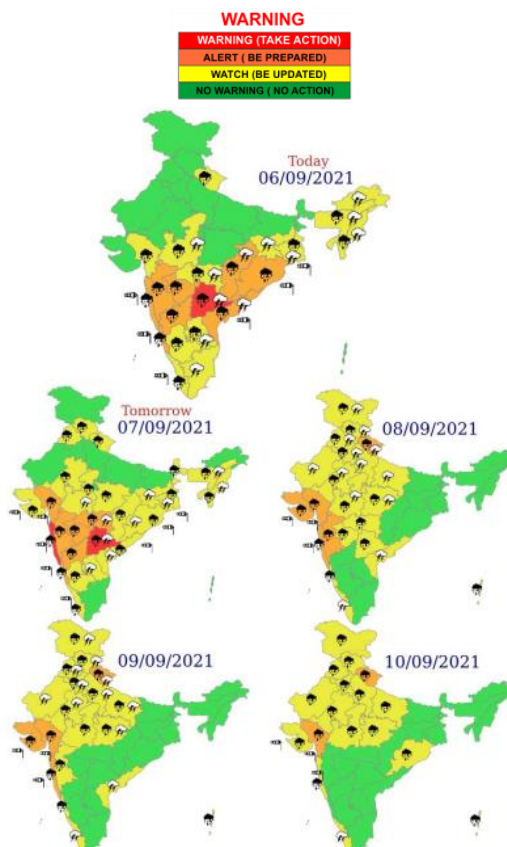 WARNING
WARNING (TAKE ACTION)
ALERT ( BE PREPARED)
WATCH (BE UPDATED)
NO WARNING ( NO ACTION)
Today
06/09/2021
Tomorrow
07/09/2021
08/09/2021
09/09/2021
10/09/2021